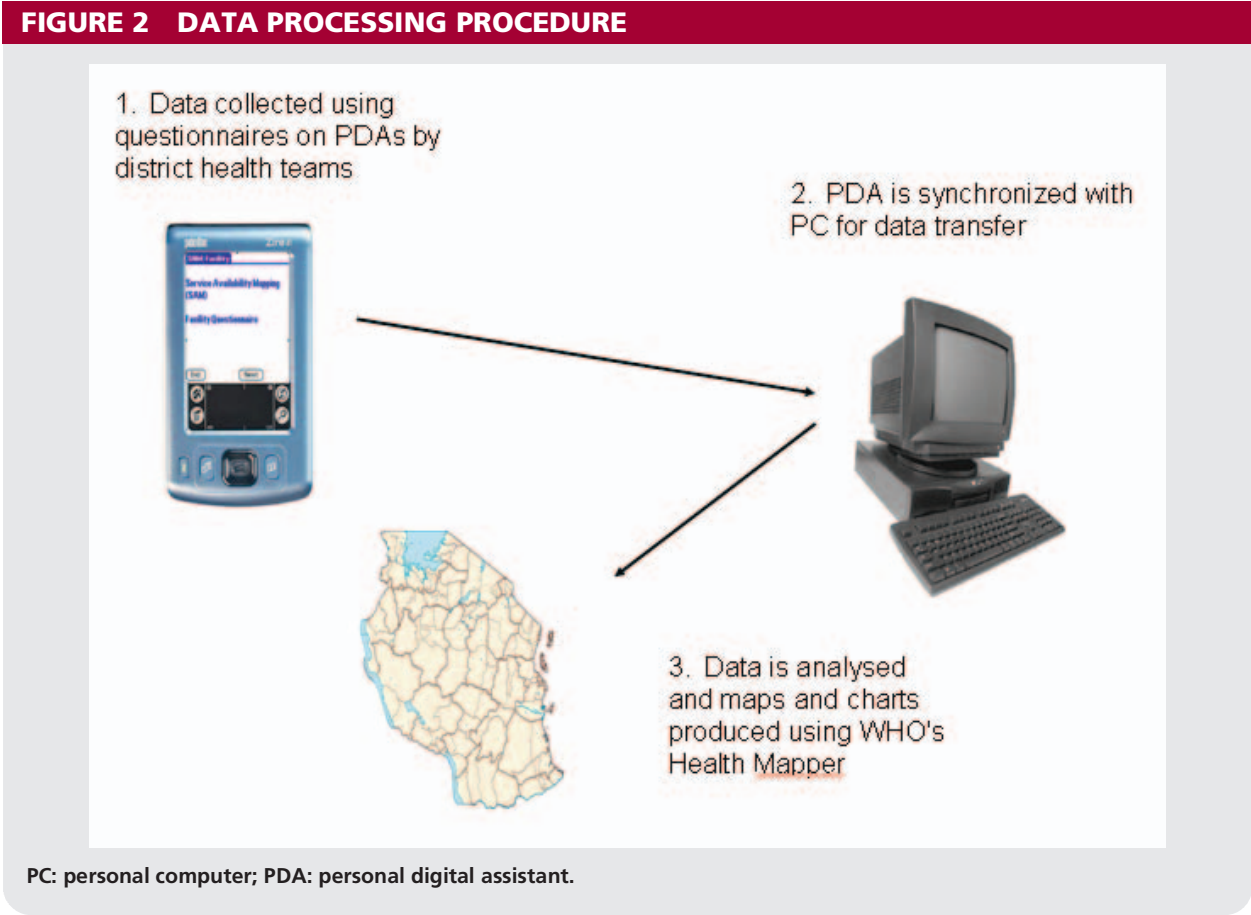 FIGURE 2 DATA PROCESSING PROCEDURE
1. Data collected using
questionnaires on PDAs by
district health teams
2. PDA is synchronized with
PC for data transfer
Service Availability Mapping
(SAM)
Facility Questionnaire
3. Data is analysed
and maps and charts
produced using WHO's
Health Mapper
PC: personal computer; PDA: personal digital assistant.